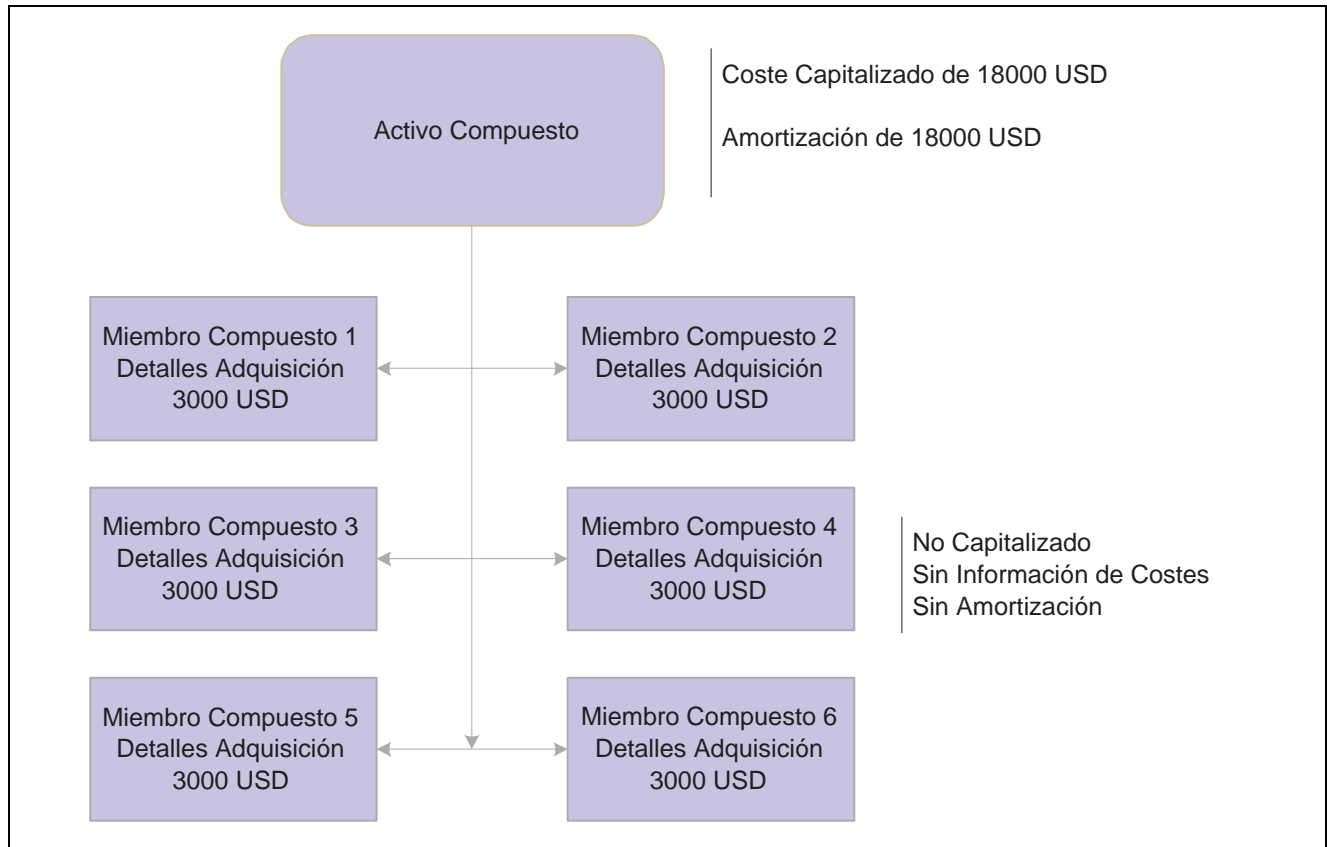 Activo Compuesto
Coste Capitalizado de 18000 USD
Amortización de 18000 USD
Miembro Compuesto 1
Detalles Adquisición
3000 USD
Miembro Compuesto 2
Detalles Adquisición
3000 USD
Miembro Compuesto 3
Detalles Adquisición
3000 USD
Miembro Compuesto 4
Detalles Adquisición
3000 USD
No Capitalizado
Sin Información de Costes
Sin Amortización
Miembro Compuesto 5
Detalles Adquisición
3000 USD
Miembro Compuesto 6
Detalles Adquisición
3000 USD